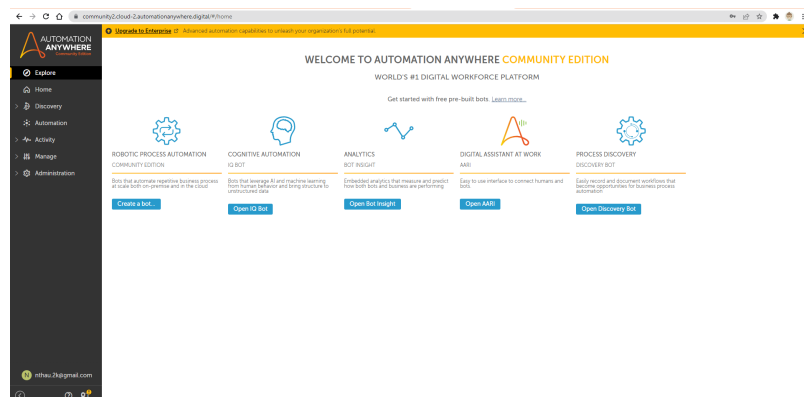 community2.cloud-2.automationanywhere.digital/#/home
AUTOMATION
ANYWHERE
Community Edition
Upgrade to Enterprise Advanced automation capabilities to unleash your organization's full potential.
Explore
Home
Discovery
Automation
Activity
Manage
Administration
WELCOME TO AUTOMATION ANYWHERE COMMUNITY EDITION
WORLD'S #1 DIGITAL WORKFORCE PLATFORM
Get started with free pre-built bots. Learn more...
ROBOTIC PROCESS AUTOMATION
COMMUNITY EDITION
Bots that automate repetitive business process
at scale both on-premise and in the cloud
Create a bot...
COGNITIVE AUTOMATION
IQ BOT
Bots that leverage AI and machine learning
from human behavior and bring structure to
unstructured data
Open IQ Bot
ANALYTICS
BOT INSIGHT
Embedded analytics that measure and predict
how both bots and business are performing
Open Bot Insight
DIGITAL ASSISTANT AT WORK
AARI
Easy to use interface to connect humans and
bots
Open AARI
PROCESS DISCOVERY
DISCOVERY BOT
Easily record and document workflows that
become opportunities for business process
automation
Open Discovery Bot
N
nthau.2k@gmail.com